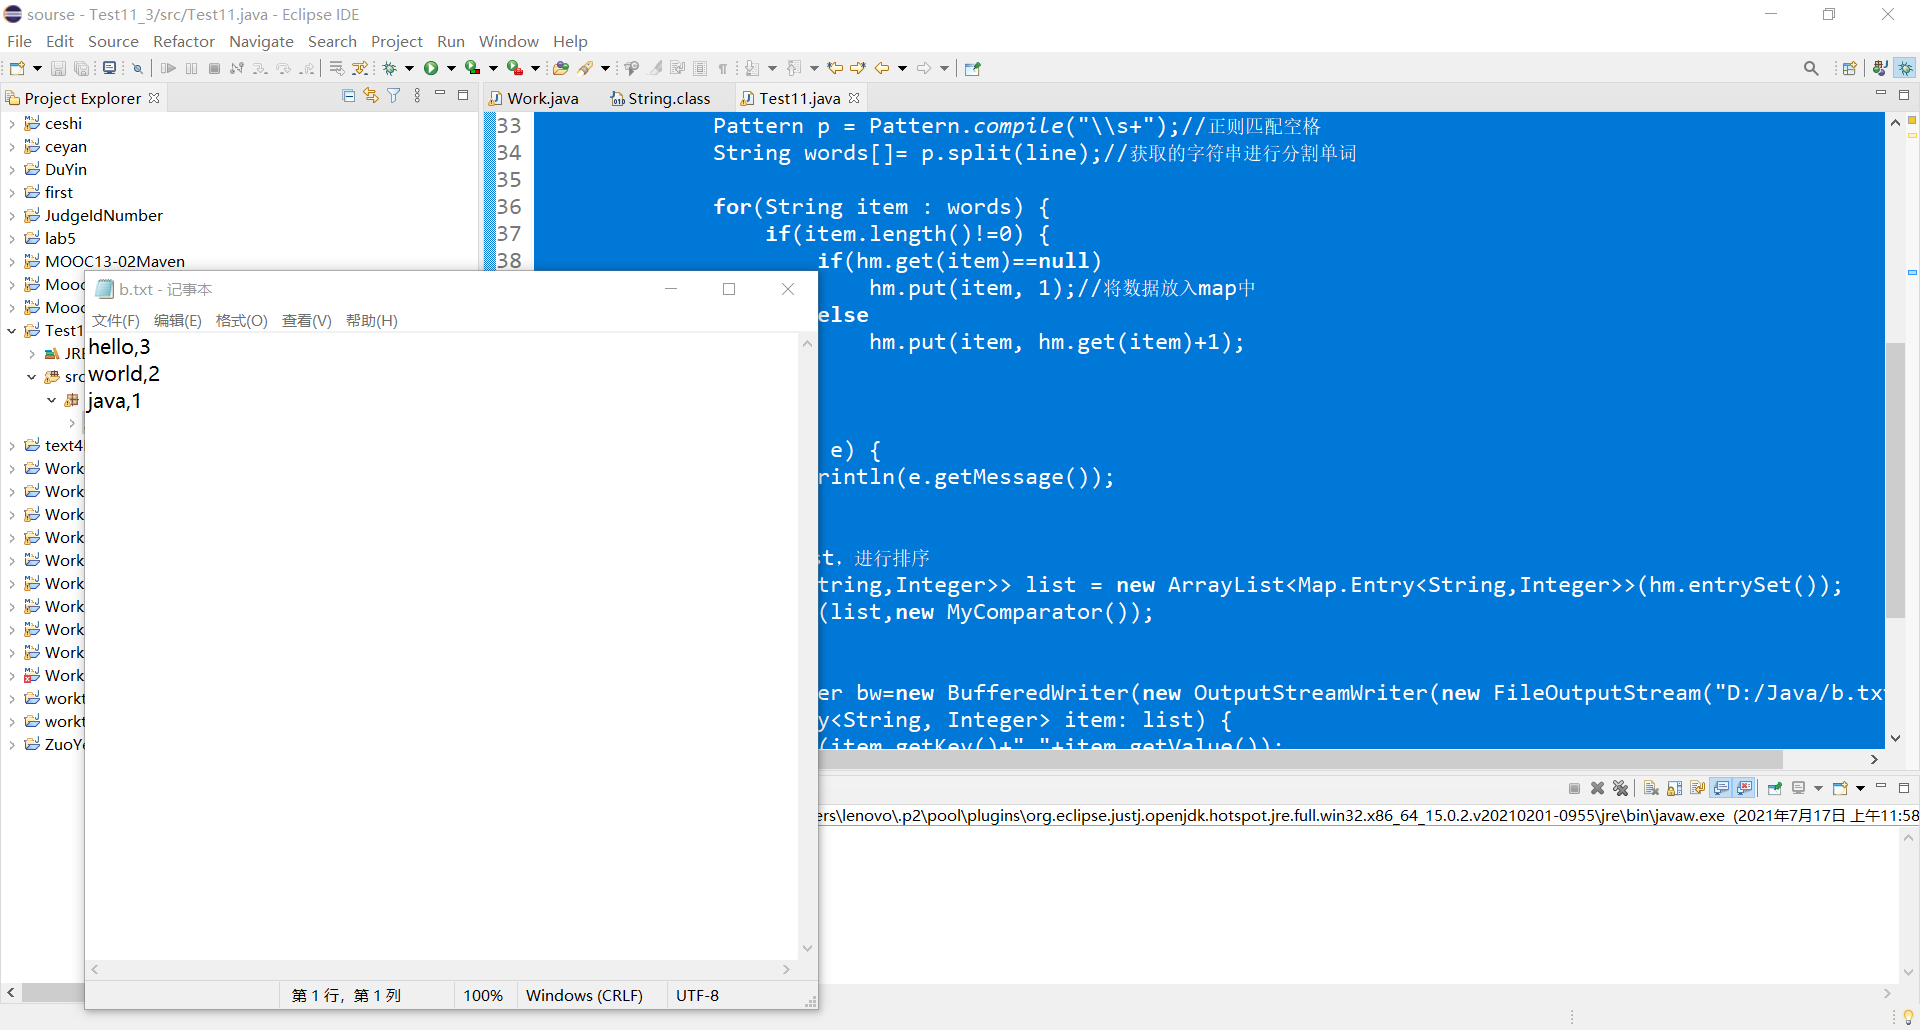 sourse - Test11_3/src/Test11.java - Eclipse IDE
File Edit Source Refactor Navigate Search Project Run Window Help
Project Explorer
Work.java String.class Test11.java
ceshi
ceyan
DuYin
first
JudgeIdNumber
lab5
MOOC13-02Maven
Mooc
Mooc
Test1
JRE
src
text4
Work
Work
Work
Work
Work
Work
Work
Work
Work
Work
workt
workt
ZuoYe
33 Pattern p = Pattern.compile("\\s+");//正则匹配空格
34 String words[]= p.split(line);//获取的字符串进行分割单词
35
36 for(String item : words) {
37 if(item.length()!=0) {
38 if(hm.get(item)==null)
hm.put(item, 1);//将数据放入map中
else
hm.put(item, hm.get(item)+1);
e) {
rintln(e.getMessage());
st，进行排序
tring,Integer>> list = new ArrayList<Map.Entry<String,Integer>>(hm.entrySet());
(list,new MyComparator());
er bw=new BufferedWriter(new OutputStreamWriter(new FileOutputStream("D:/Java/b.txt
y<String, Integer> item: list) {
(item.getKey()+","+item.getValue());
b.txt - 记事本
文件(F) 编辑(E) 格式(O) 查看(V) 帮助(H)
hello,3
world,2
java,1
第 1 行，第 1 列 100% Windows (CRLF) UTF-8
ers\lenovo\.p2\pool\plugins\org.eclipse.justj.openjdk.hotspot.jre.full.win32.x86_64_15.0.2.v20210201-0955\jre\bin\javaw.exe (2021年7月17日 上午11:58